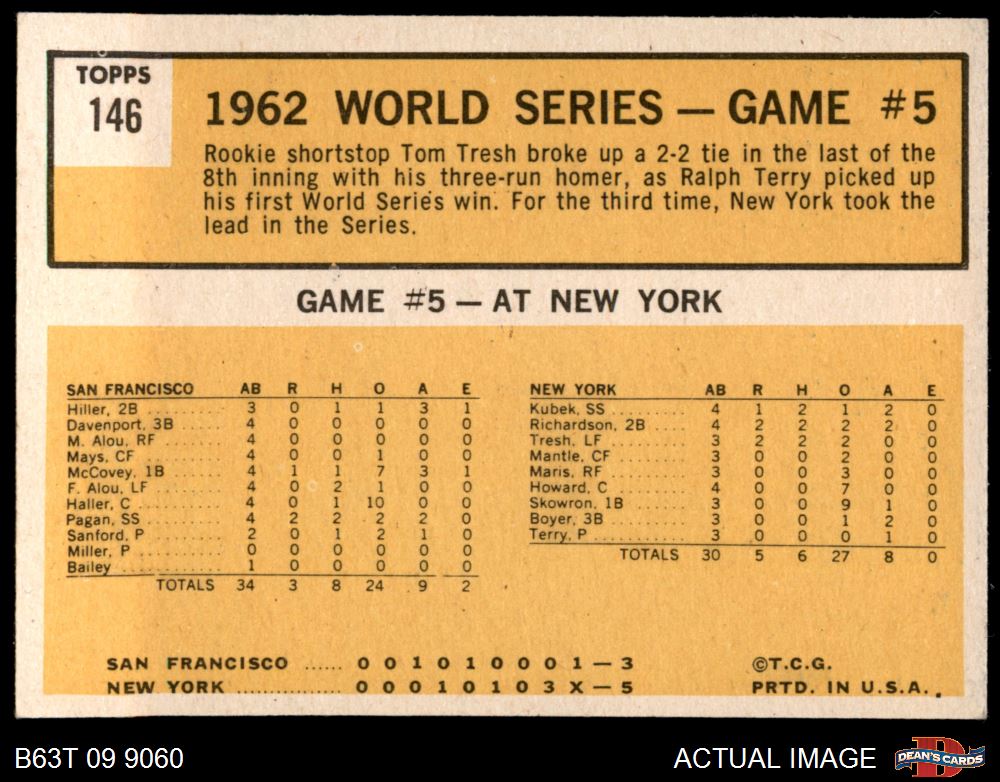 TOPPS
146
1962 WORLD SERIES — GAME #5
Rookie shortstop Tom Tresh broke up a 2-2 tie in the last of the
8th inning with his three-run homer, as Ralph Terry picked up
his first World Series win. For the third time, New York took the
lead in the Series.
GAME #5 — AT NEW YORK
SAN FRANCISCO AB R H O A E
Hiller, 2B ......... 3 0 1 1 3 1
Davenport, 3B ...... 4 0 0 0 0 0
M. Alou, RF ........ 4 0 0 0 0 0
Mays, CF ......... 4 0 0 1 0 0
McCovey, 1B ....... 4 1 1 7 3 1
F. Alou, LF ........ 4 0 2 1 0 0
Haller, C ......... 4 0 1 10 0 0
Pagan, SS ......... 4 2 2 2 2 0
Sanford, P ......... 2 0 1 2 1 0
Miller, P ......... 0 0 0 0 0 0
Bailey ............ 1 0 0 0 0 0
TOTALS 34 3 8 24 9 2
NEW YORK AB R H O A E
Kubek, SS ......... 4 1 2 1 2 0
Richardson, 2B ..... 4 2 2 2 2 0
Tresh, LF ......... 3 2 2 2 0 0
Mantle, CF ........ 3 0 0 2 0 0
Maris, RF ......... 3 0 0 3 0 0
Howard, C ......... 4 0 0 7 0 0
Skowron, 1B ....... 3 0 0 9 1 0
Boyer, 3B ......... 3 0 0 1 2 0
Terry, P ........... 3 0 0 0 1 0
TOTALS 30 5 6 27 8 0
SAN FRANCISCO ...... 0 0 1 0 1 0 0 0 1 — 3
NEW YORK ................ 0 0 0 1 0 1 0 3 X — 5
©T.C.G.
PRTD. IN U.S.A.
B63T 09 9060
ACTUAL IMAGE
D
DEAN'S CARDS